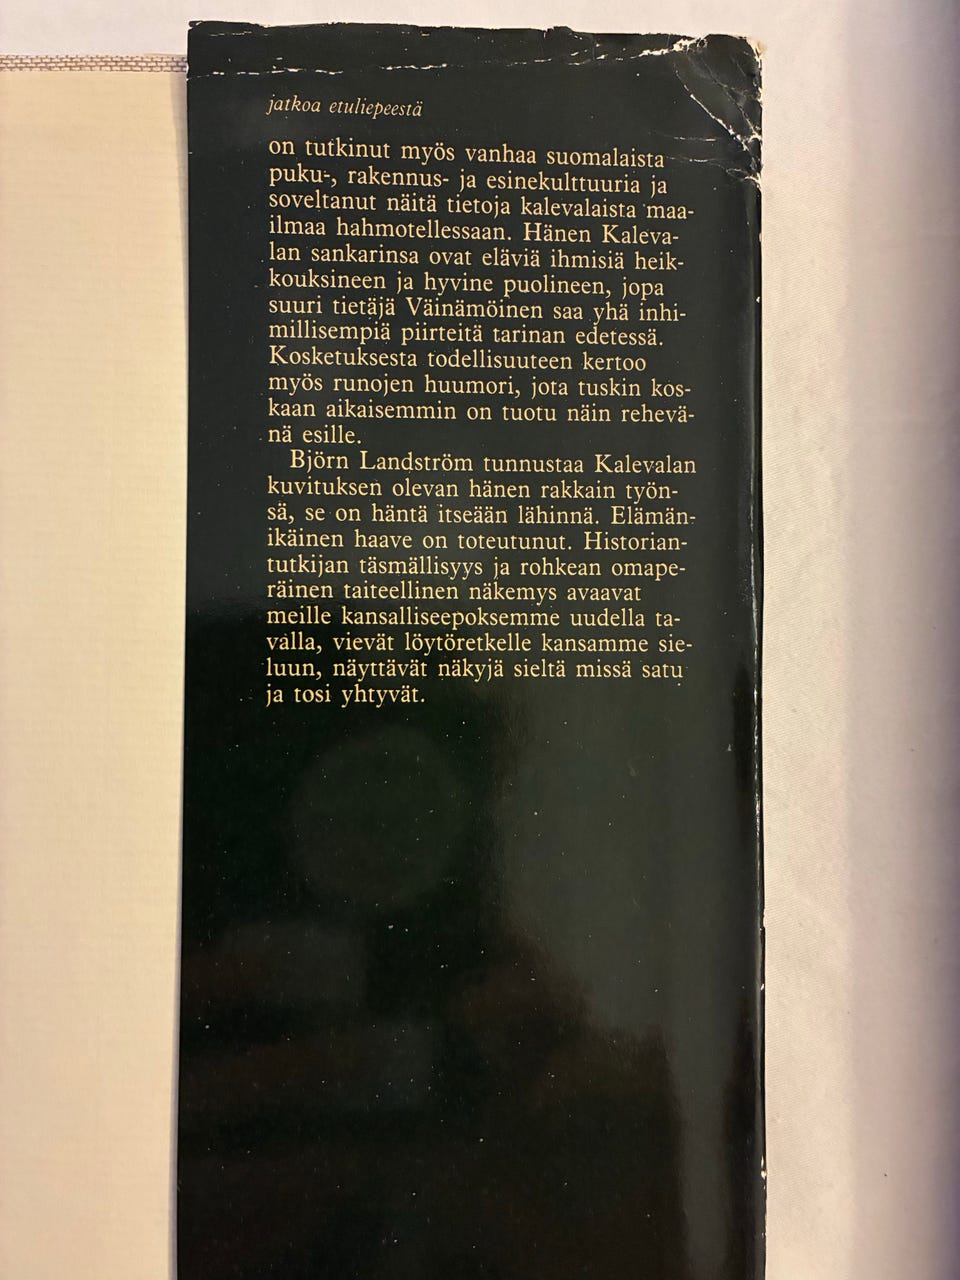 jatkoa etuliepeestä
on tutkinut myös vanhaa suomalaista
puku-, rakennus- ja esinekulttuuria ja
soveltanut näitä tietoja kalevalaista maa-
ilmaa hahmotellessaan. Hänen Kaleva-
lan sankarinsa ovat eläviä ihmisiä heik-
kouksineen ja hyvine puolineen, jopa
suuri tietäjä Väinämöinen saa yhä inhi-
millisempiä piirteitä tarinan edetessä.
Kosketuksesta todellisuuteen kertoo
myös runojen huumori, jota tuskin kos-
kaan aikaisemmin on tuotu näin rehevä-
nä esille.
Björn Landström tunnustaa Kalevalan
kuvituksen olevan hänen rakkain työn-
sä, se on häntä itseään lähinnä. Elämän-
ikäinen haave on toteutunut. Historian-
tutkijan täsmällisyys ja rohkean omape-
räinen taiteellinen näkemys avaavat
meille kansalliseepoksemme uudella ta-
valla, vievät löytöretkelle kansamme sie-
luun, näyttävät näkyjä sieltä missä satu
ja tosi yhtyvät.